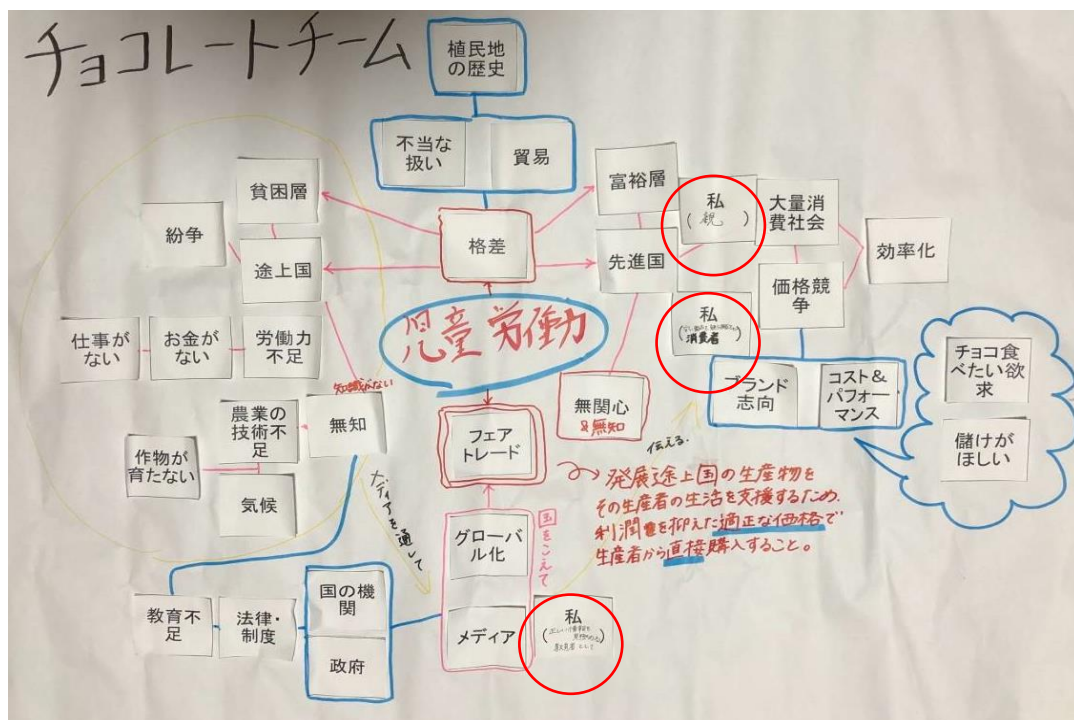 チョコレートチーム
植民地
の歴史
不当な
扱い
貿易
貧困層
富裕層
私
大量消
費社会
紛争
格差
効率化
途上国
先進国
価格競
争
児童労働
私
消費者
仕事が
ない
お金が
ない
労働力
不足
チョコ食
べたい欲
求
知識がない
ブランド
志向
コスト&
パフォー
マンス
無関心
&無知
農業の
技術不
足
無知
フェア
トレード
伝える.
儲けが
ほしい
作物が
育たない
気候
メディアを通して
発展途上国の生産物を
その生産者の生活を支援するため.
利潤を抑えた適正な価格で
生産者から直接購入すること。
グローバ
ル化
国をこえて
教育不
足
法律・
制度
国の機
関
政府
メディア
私